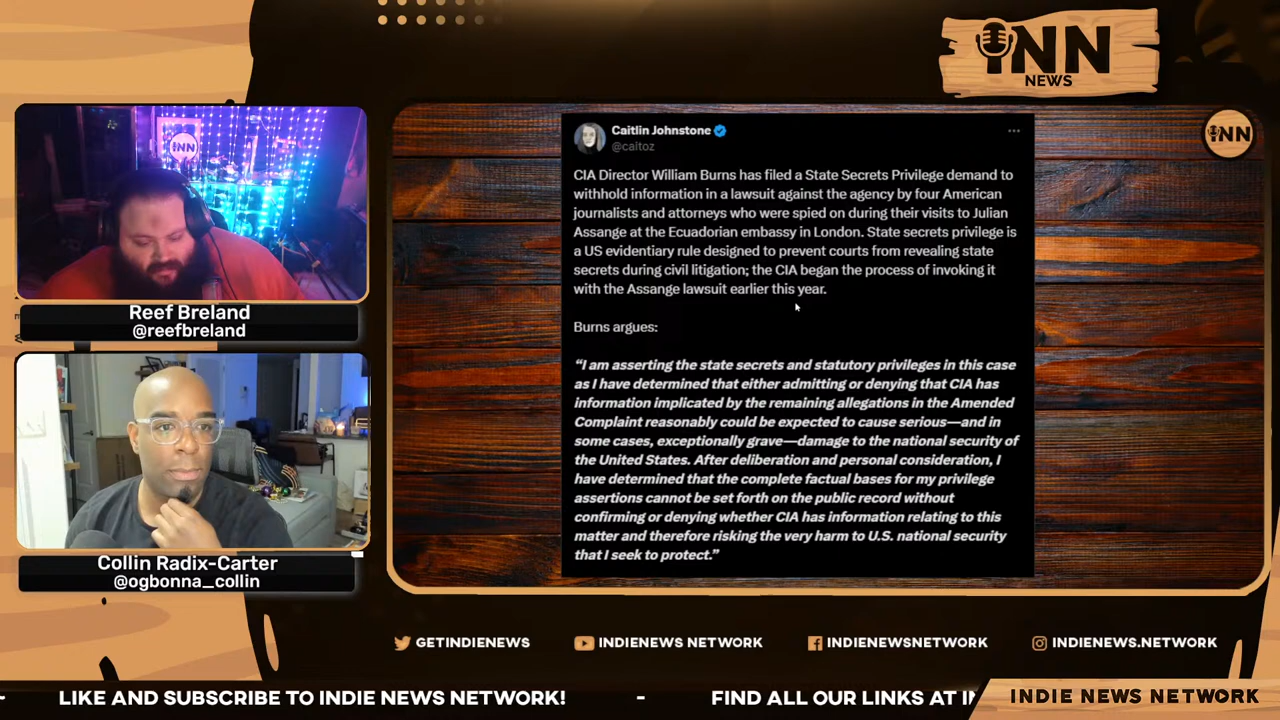 INN
NEWS
INN
INN
Reef Breland
@reefbreland
Collin Radix-Carter
@ogbonna_collin
Caitlin Johnstone
@caitoz
CIA Director William Burns has filed a State Secrets Privilege demand to
withhold information in a lawsuit against the agency by four American
journalists and attorneys who were spied on during their visits to Julian
Assange at the Ecuadorian embassy in London. State secrets privilege is
a US evidentiary rule designed to prevent courts from revealing state
secrets during civil litigation; the CIA began the process of invoking it
with the Assange lawsuit earlier this year.
Burns argues:
“I am asserting the state secrets and statutory privileges in this case
as I have determined that either admitting or denying that CIA has
information implicated by the remaining allegations in the Amended
Complaint reasonably could be expected to cause serious—and in
some cases, exceptionally grave—damage to the national security of
the United States. After deliberation and personal consideration, I
have determined that the complete factual bases for my privilege
assertions cannot be set forth on the public record without
confirming or denying whether CIA has information relating to this
matter and therefore risking the very harm to U.S. national security
that I seek to protect.”
GETINDIENEWS
INDIENEWS NETWORK
INDIENEWSNETWORK
INDIENEWS.NETWORK
- LIKE AND SUBSCRIBE TO INDIE NEWS NETWORK! - FIND ALL OUR LINKS AT
INDIE NEWS NETWORK